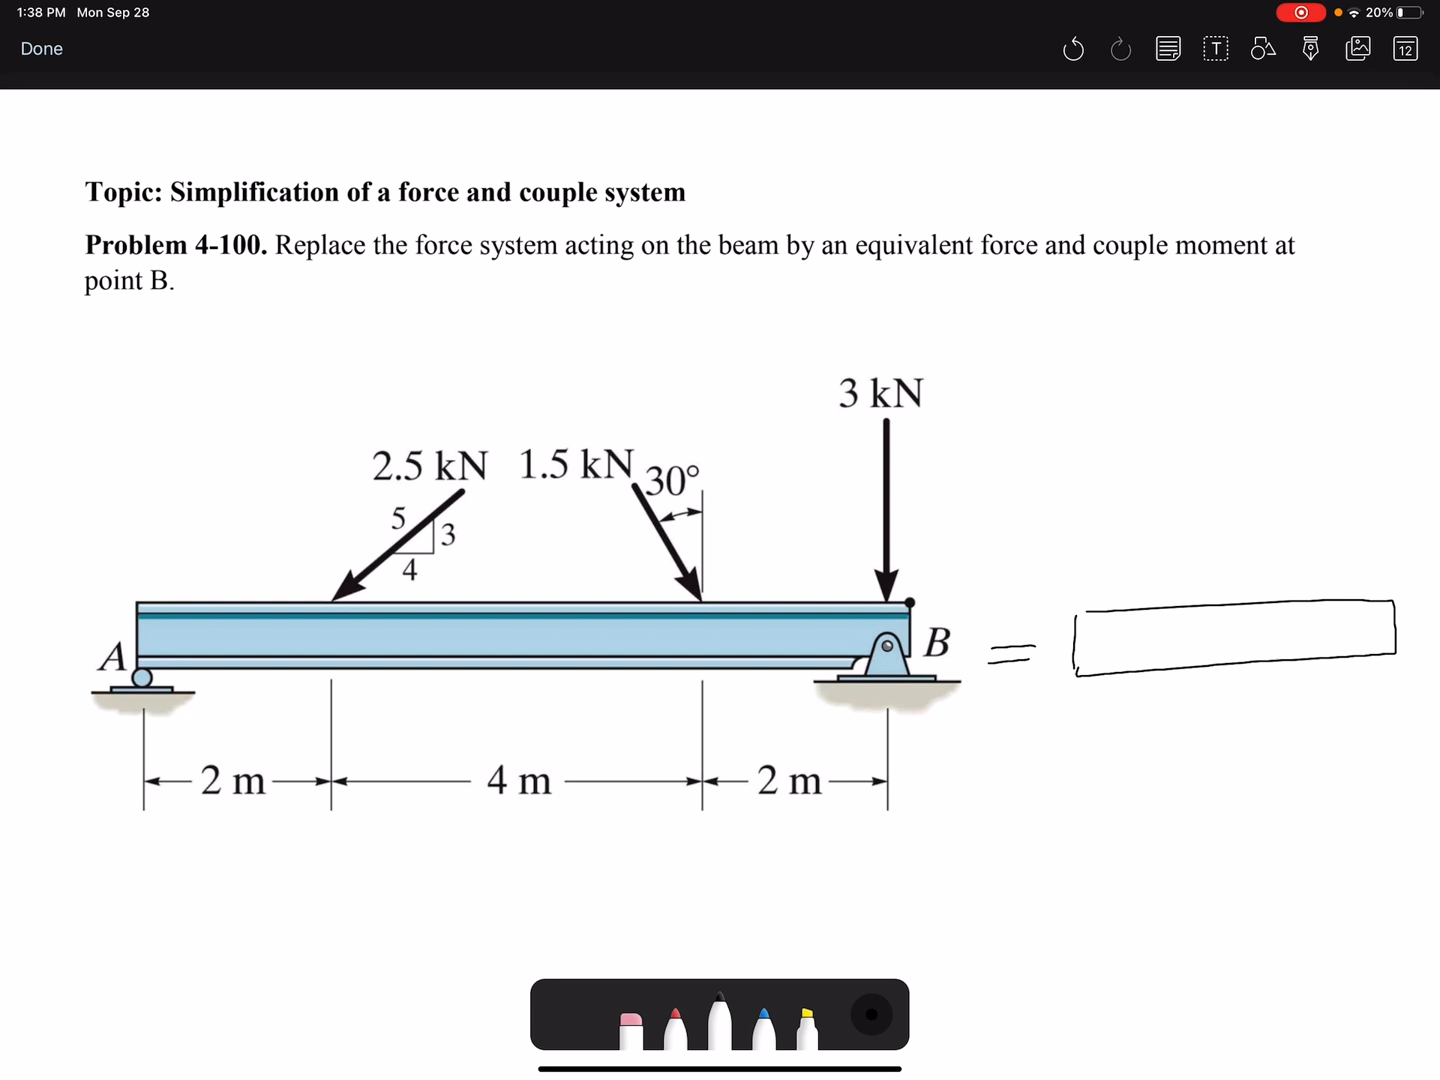 1:38 PM Mon Sep 28
20%
Done
T
12
Topic: Simplification of a force and couple system
Problem 4-100. Replace the force system acting on the beam by an equivalent force and couple moment at
point B.
3 kN
2.5 kN 1.5 kN 30°
5
3
4
A
B
=
2 m
4 m
2 m